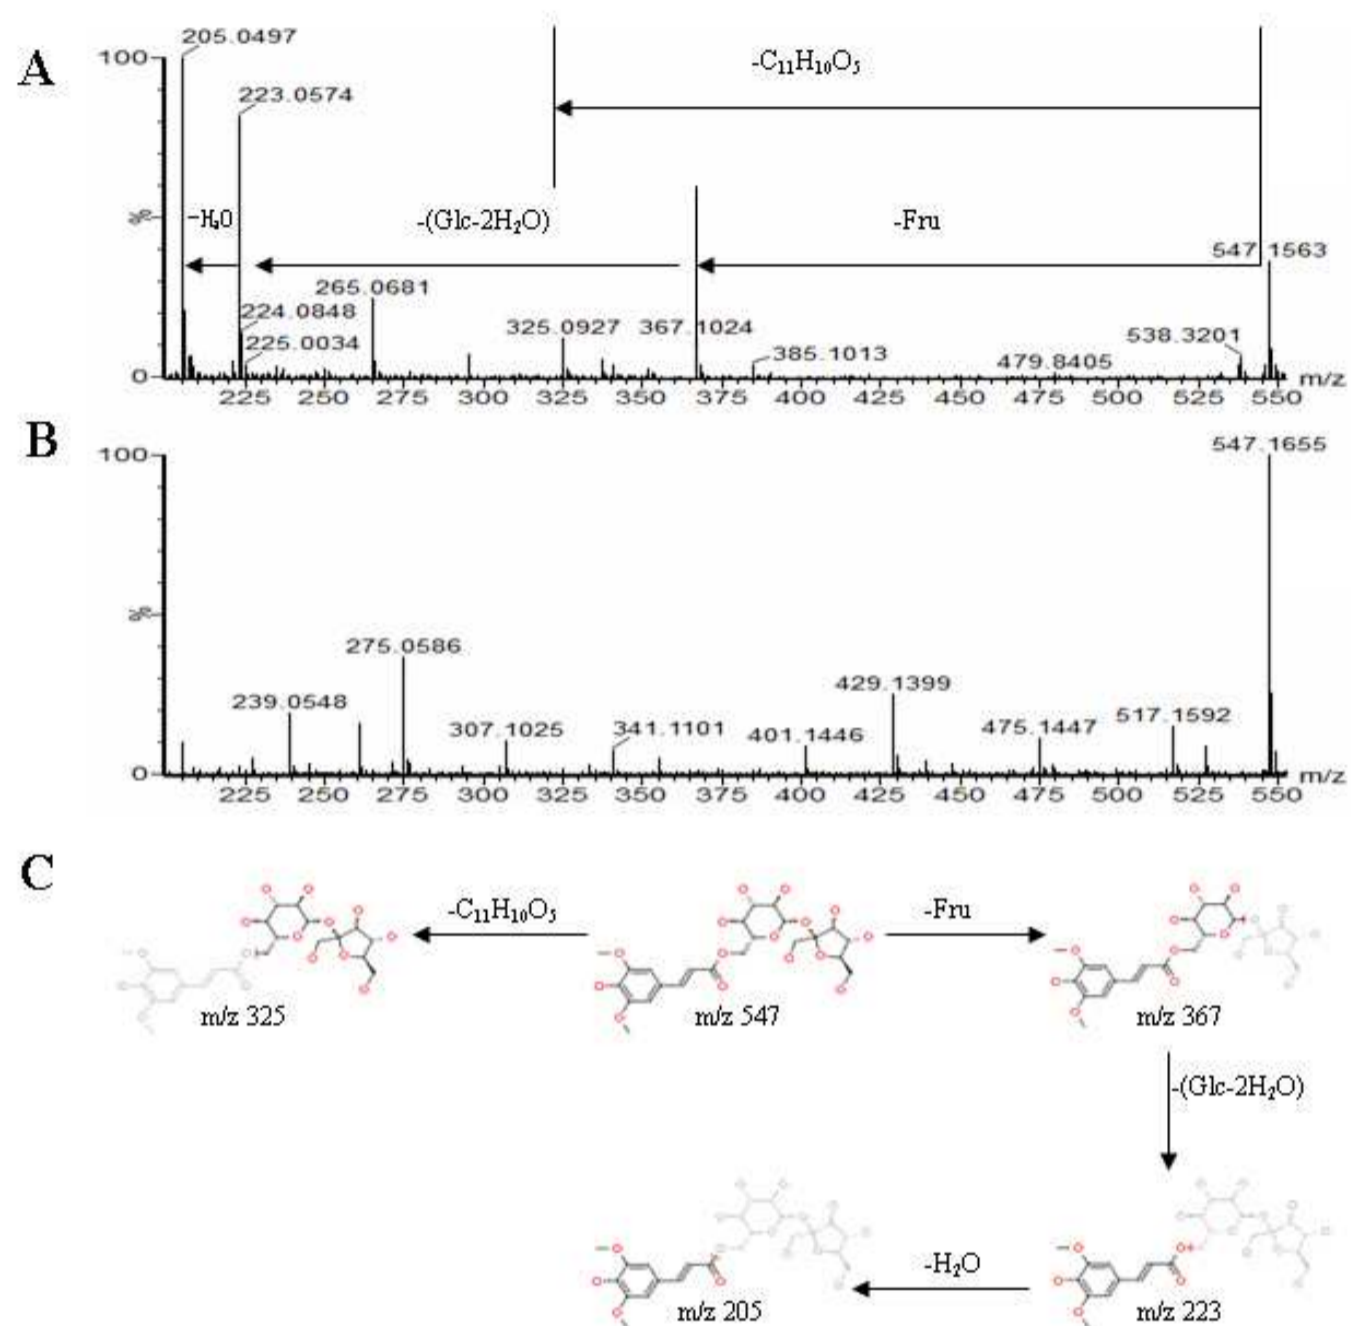 A
205.0497
100
-C₁₁H₁₀O₅
223.0574
%
-H₂O
-(Glc-2H₂O)
-Fru
547.1563
265.0681
224.0848
325.0927
367.1024
538.3201
225.0034
385.1013
479.8405
0
m/z
225 250 275 300 325 350 375 400 425 450 475 500 525 550
B
100
547.1655
%
275.0586
429.1399
239.0548
307.1025
341.1101
401.1446
475.1447
517.1592
0
m/z
225 250 275 300 325 350 375 400 425 450 475 500 525 550
C
-C₁₁H₁₀O₅
-Fru
m/z 325
m/z 547
m/z 367
-(Glc-2H₂O)
-H₂O
m/z 205
m/z 223